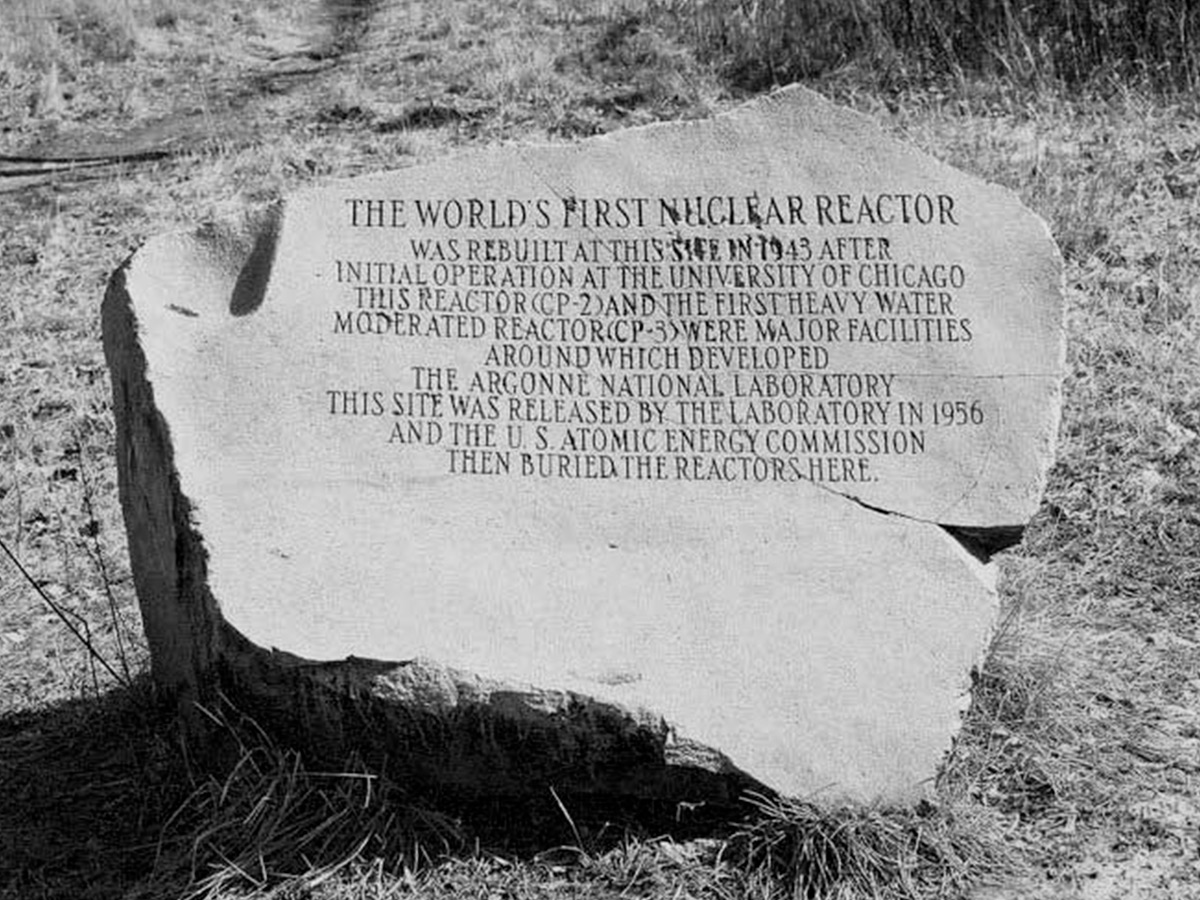 THE WORLD'S FIRST NUCLEAR REACTOR
WAS REBUILT AT THIS SITE IN 1943 AFTER
INITIAL OPERATION AT THE UNIVERSITY OF CHICAGO
THIS REACTOR (CP-2) AND THE FIRST HEAVY WATER
MODERATED REACTOR (CP-3) WERE MAJOR FACILITIES
AROUND WHICH DEVELOPED
THE ARGONNE NATIONAL LABORATORY
THIS SITE WAS RELEASED BY THE LABORATORY IN 1956
AND THE U. S. ATOMIC ENERGY COMMISSION
THEN BURIED THE REACTORS HERE.